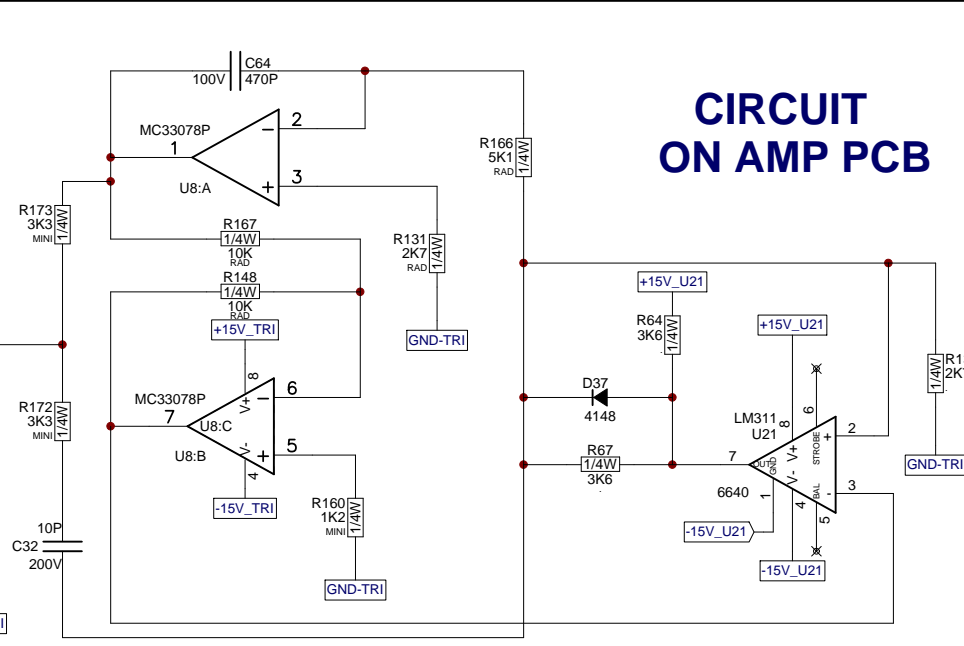 CIRCUIT
ON AMP PCB
C64
100V
470P
MC33078P
1
2
3
U8:A
R166
5K1
RAD
1/4W
R173
3K3
MINI
1/4W
R167
1/4W
10K
RAD
R131
2K7
RAD
1/4W
R148
1/4W
10K
RAD
+15V_TRI
GND-TRI
+15V_U21
R64
3K6
.
1/4W
+15V_U21
1/4W
.
D37
4148
MC33078P
7
8
V+
6
U8:C
5
U8:B
V-
4
-15V_TRI
R172
3K3
MINI
1/4W
R67
1/4W
3K6
.
LM311
U21
8
V+
6
STROBE
+
2
7
OUT
GND
6640
1
V -
4
BAL
5
-
3
GND-TRI
-15V_U21
-15V_U21
R160
1K2
MINI
1/4W
GND-TRI
10P
C32
200V